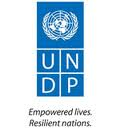 U N
D P
Empowered lives.
Resilient nations.